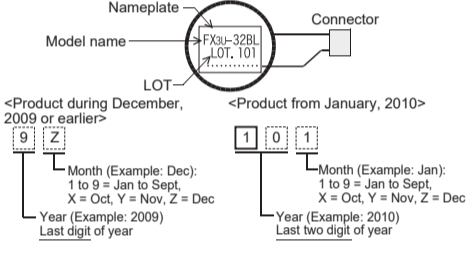 Nameplate
Connector
Model name
FX3U-32BL
LOT. 101
LOT
<Product during December,
2009 or earlier>
9 Z
Month (Example: Dec):
1 to 9 = Jan to Sept,
X = Oct, Y = Nov, Z = Dec
Year (Example: 2009)
Last digit of year
<Product from January, 2010>
1 0 1
Month (Example: Jan):
1 to 9 = Jan to Sept,
X = Oct, Y = Nov, Z = Dec
Year (Example: 2010)
Last two digit of year